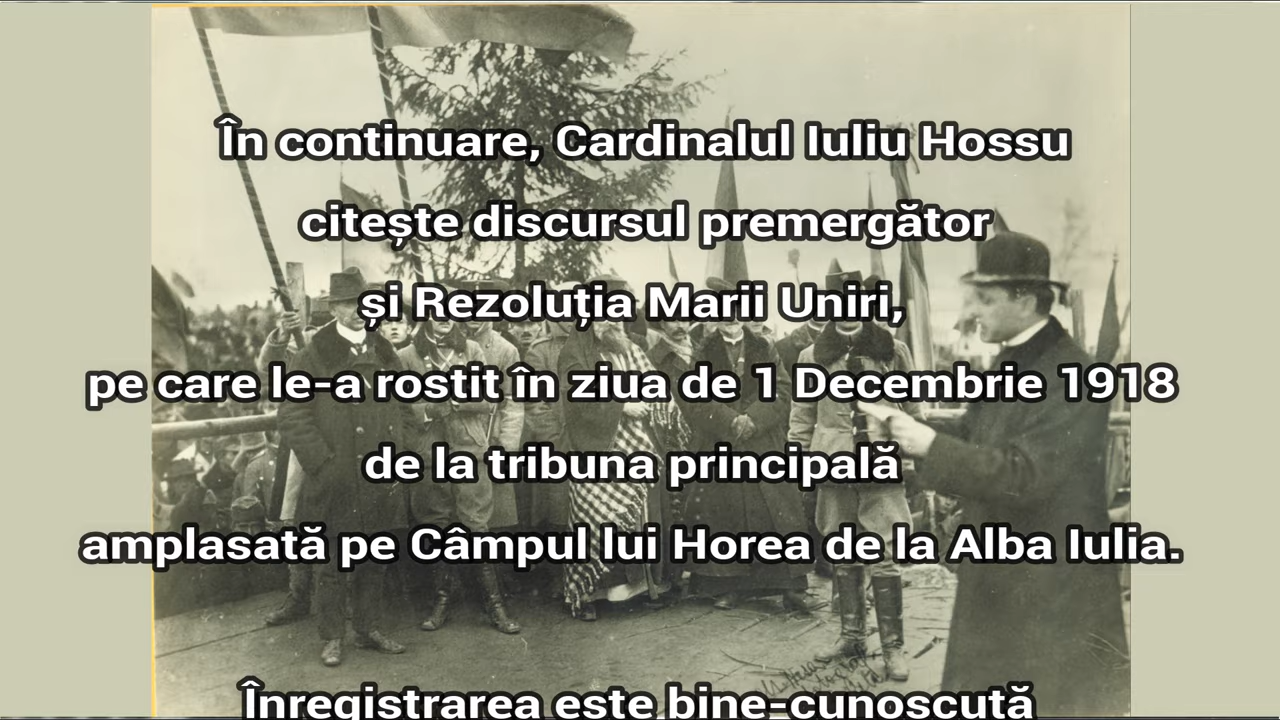 În continuare, Cardinalul Iuliu Hossu
citește discursul premergător
și Rezoluția Marii Uniri,
pe care le-a rostit în ziua de 1 Decembrie 1918
de la tribuna principală
amplasată pe Câmpul lui Horea de la Alba Iulia.
Înregistrarea este bine-cunoscută